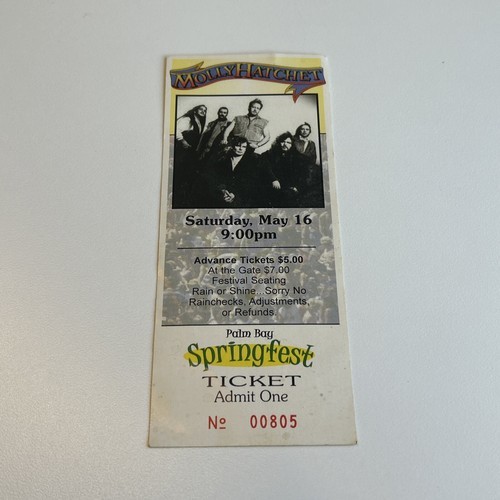 MOLLY HATCHET
Saturday, May 16
9:00pm
Advance Tickets $5.00
At the Gate $7.00
Festival Seating
Rain or Shine...Sorry No
Rainchecks, Adjustments,
or Refunds.
Palm Bay
Springfest
TICKET
Admit One
№ 00805